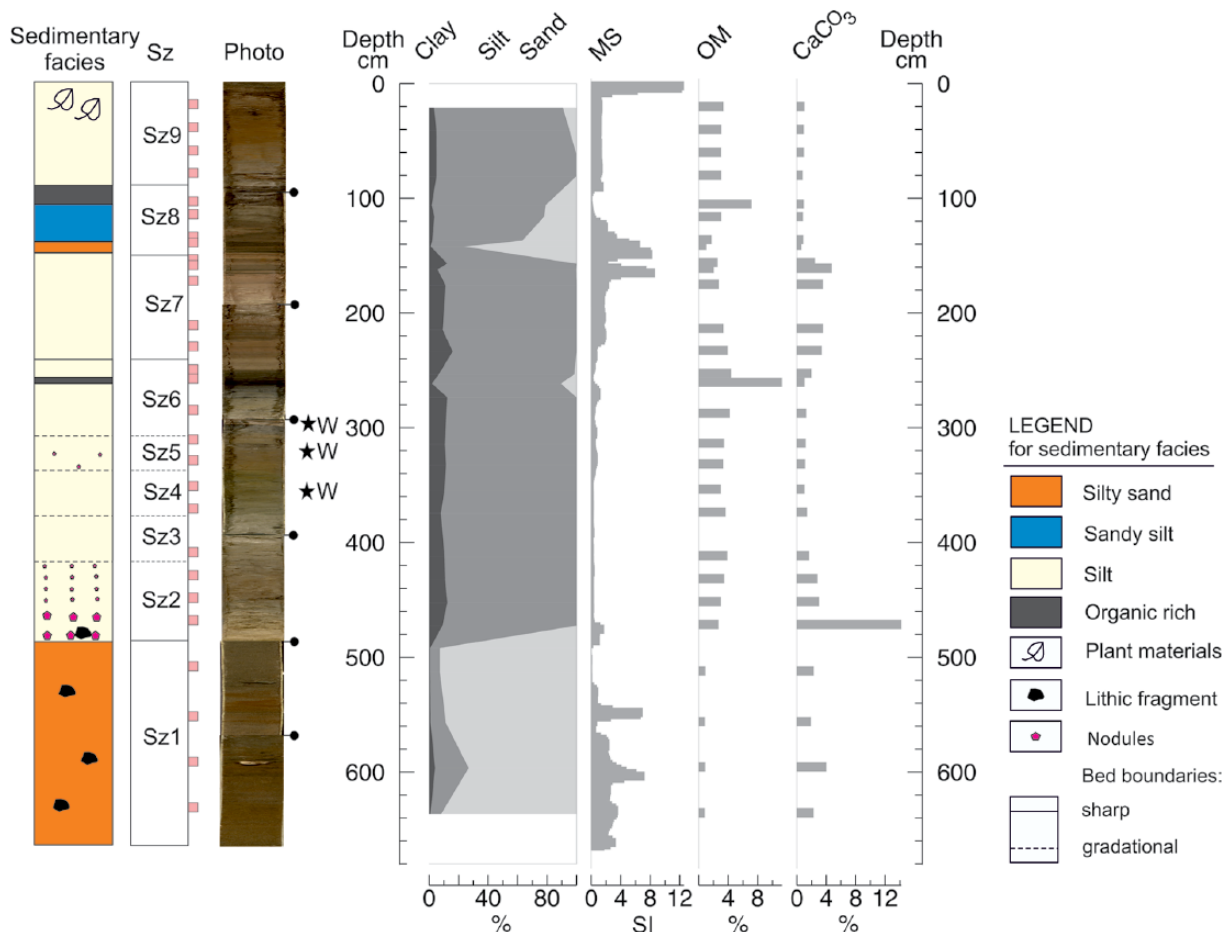 Sedimentary facies
Sz
Photo
Depth cm
Clay
Silt
Sand
MS
OM
CaCO₃
Depth cm
Sz9
Sz8
Sz7
Sz6
Sz5
Sz4
Sz3
Sz2
Sz1
★W
★W
★W
0
100
200
300
400
500
600
0
100
200
300
400
500
600
0 40 80
%
0 4 8 12
SI
0 4 8
%
0 4 8 12
%
LEGEND
for sedimentary facies
Silty sand
Sandy silt
Silt
Organic rich
Plant materials
Lithic fragment
Nodules
Bed boundaries:
sharp
gradational